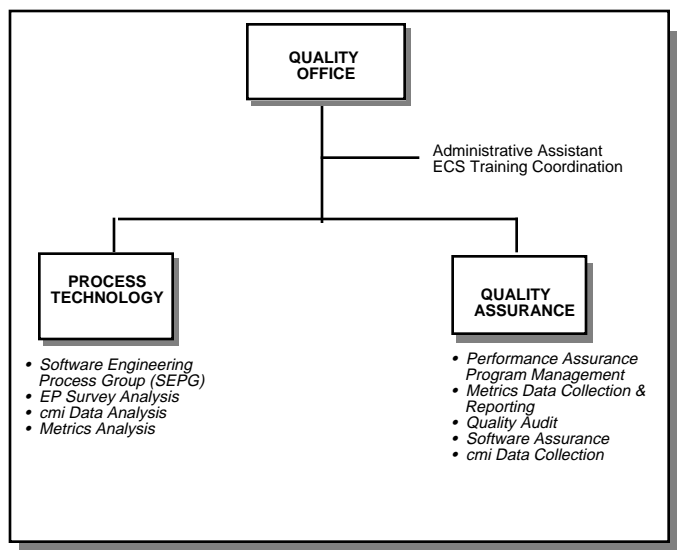 QUALITY
OFFICE
Administrative Assistant
ECS Training Coordination
PROCESS
TECHNOLOGY
• Software Engineering
Process Group (SEPG)
• EP Survey Analysis
• cmi Data Analysis
• Metrics Analysis
QUALITY
ASSURANCE
• Performance Assurance
Program Management
• Metrics Data Collection &
Reporting
• Quality Audit
• Software Assurance
• cmi Data Collection